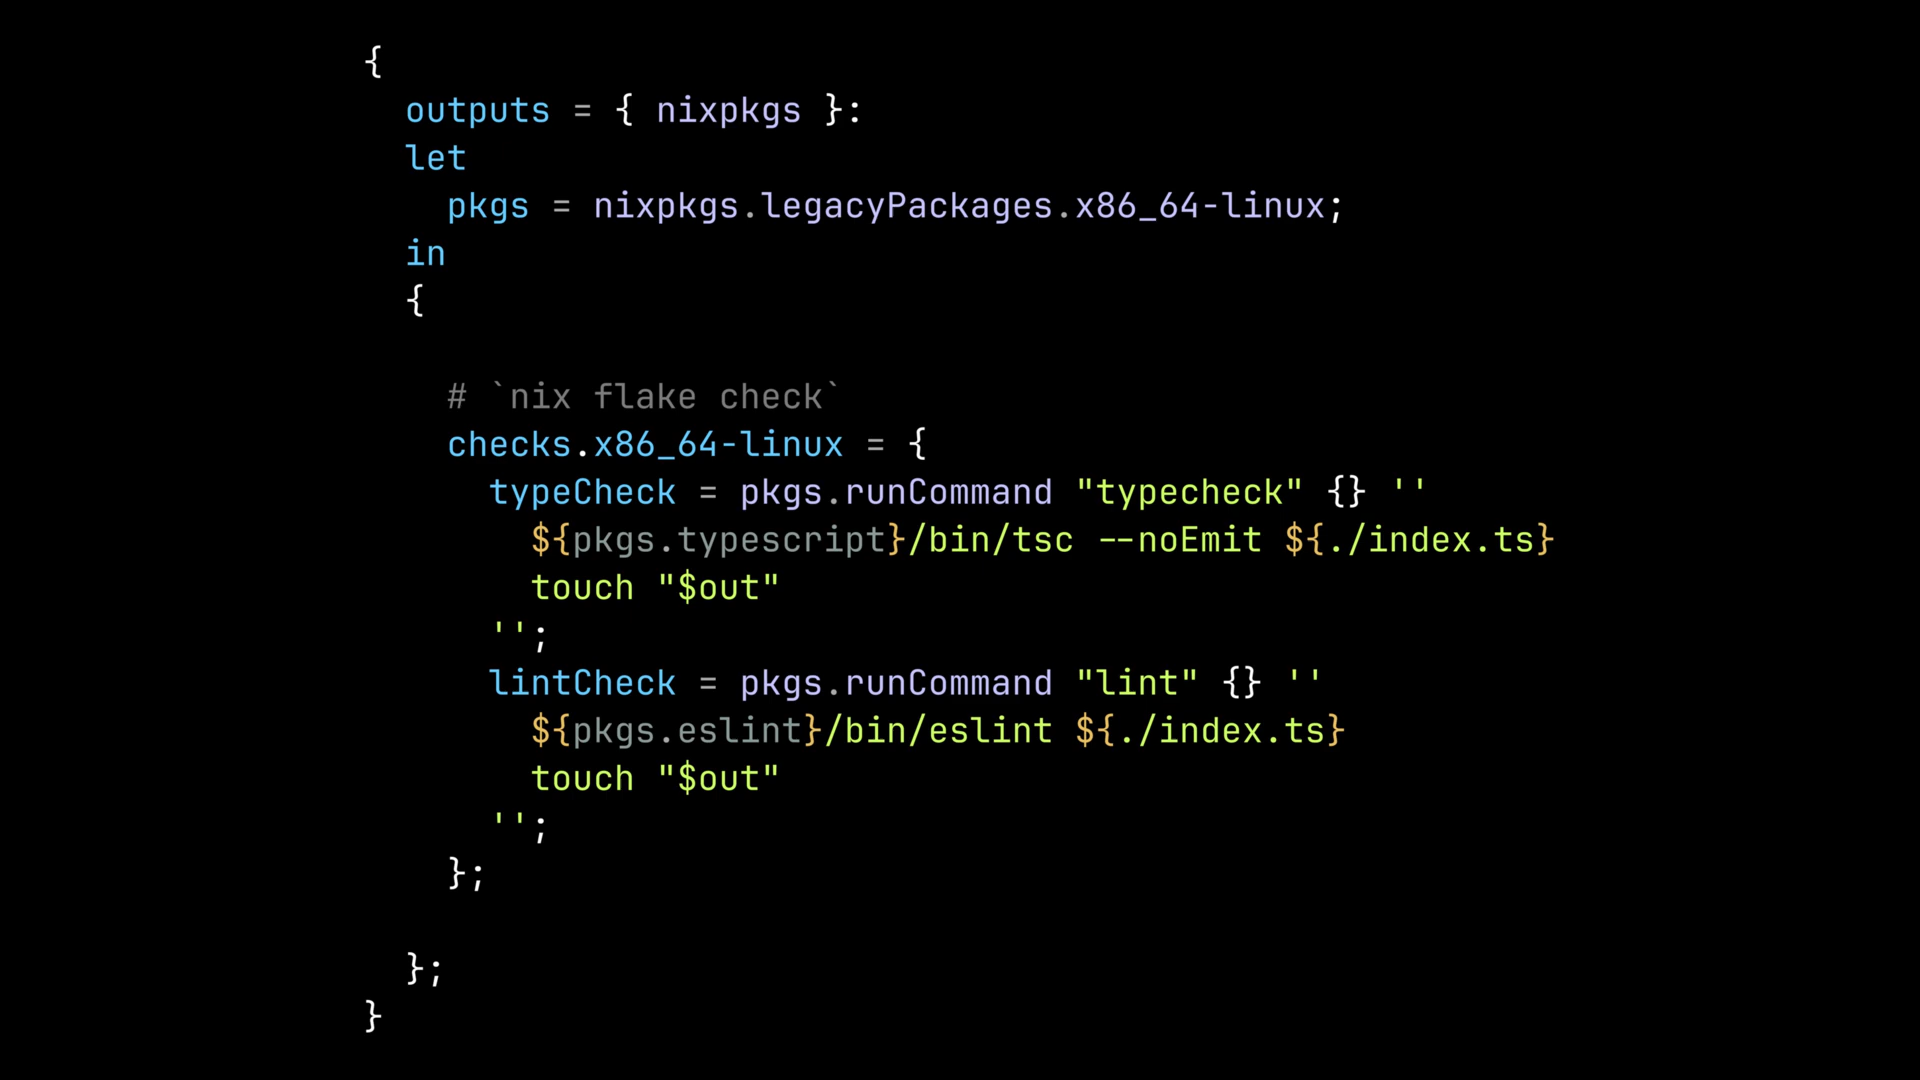 {
  outputs = { nixpkgs }:
  let
    pkgs = nixpkgs.legacyPackages.x86_64-linux;
  in
  {
    # `nix flake check`
    checks.x86_64-linux = {
      typeCheck = pkgs.runCommand "typecheck" {} ''
        ${pkgs.typescript}/bin/tsc --noEmit ${./index.ts}
        touch "$out"
      '';
      lintCheck = pkgs.runCommand "lint" {} ''
        ${pkgs.eslint}/bin/eslint ${./index.ts}
        touch "$out"
      '';
    };
  };
}